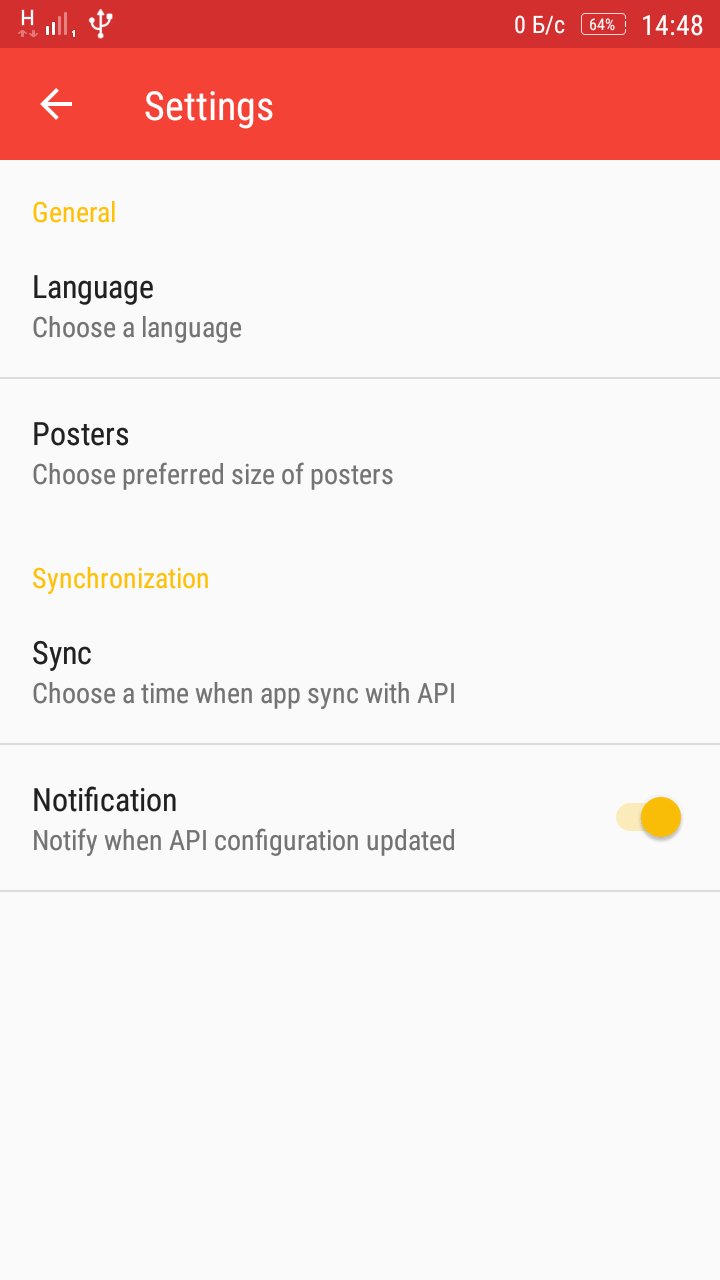 H 1 0 Б/с 64% 14:48
Settings
General
Language
Choose a language
Posters
Choose preferred size of posters
Synchronization
Sync
Choose a time when app sync with API
Notification
Notify when API configuration updated